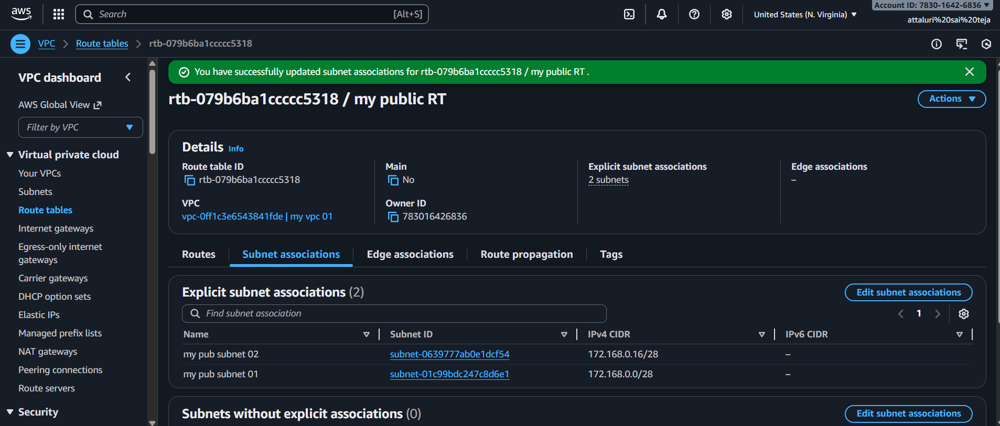 aws
Search
[Alt+S]
United States (N. Virginia)
Account ID: 7830-1642-6836
attaluri%20sai%20teja
VPC
Route tables
rtb-079b6ba1ccccc5318
VPC dashboard
AWS Global View
Filter by VPC
Virtual private cloud
Your VPCs
Subnets
Route tables
Internet gateways
Egress-only internet
gateways
Carrier gateways
DHCP option sets
Elastic IPs
Managed prefix lists
NAT gateways
Peering connections
Route servers
Security
You have successfully updated subnet associations for rtb-079b6ba1ccccc5318 / my public RT .
rtb-079b6ba1ccccc5318 / my public RT
Actions
Details Info
Route table ID
rtb-079b6ba1ccccc5318
Main
No
Explicit subnet associations
2 subnets
Edge associations
–
VPC
vpc-0ff1c3e6543841fde | my vpc 01
Owner ID
783016426836
Routes
Subnet associations
Edge associations
Route propagation
Tags
Explicit subnet associations (2)
Edit subnet associations
Find subnet association
1
Name
Subnet ID
IPv4 CIDR
IPv6 CIDR
my pub subnet 02
subnet-0639777ab0e1dcf54
172.168.0.16/28
–
my pub subnet 01
subnet-01c99bdc247c8d6e1
172.168.0.0/28
–
Subnets without explicit associations (0)
Edit subnet associations